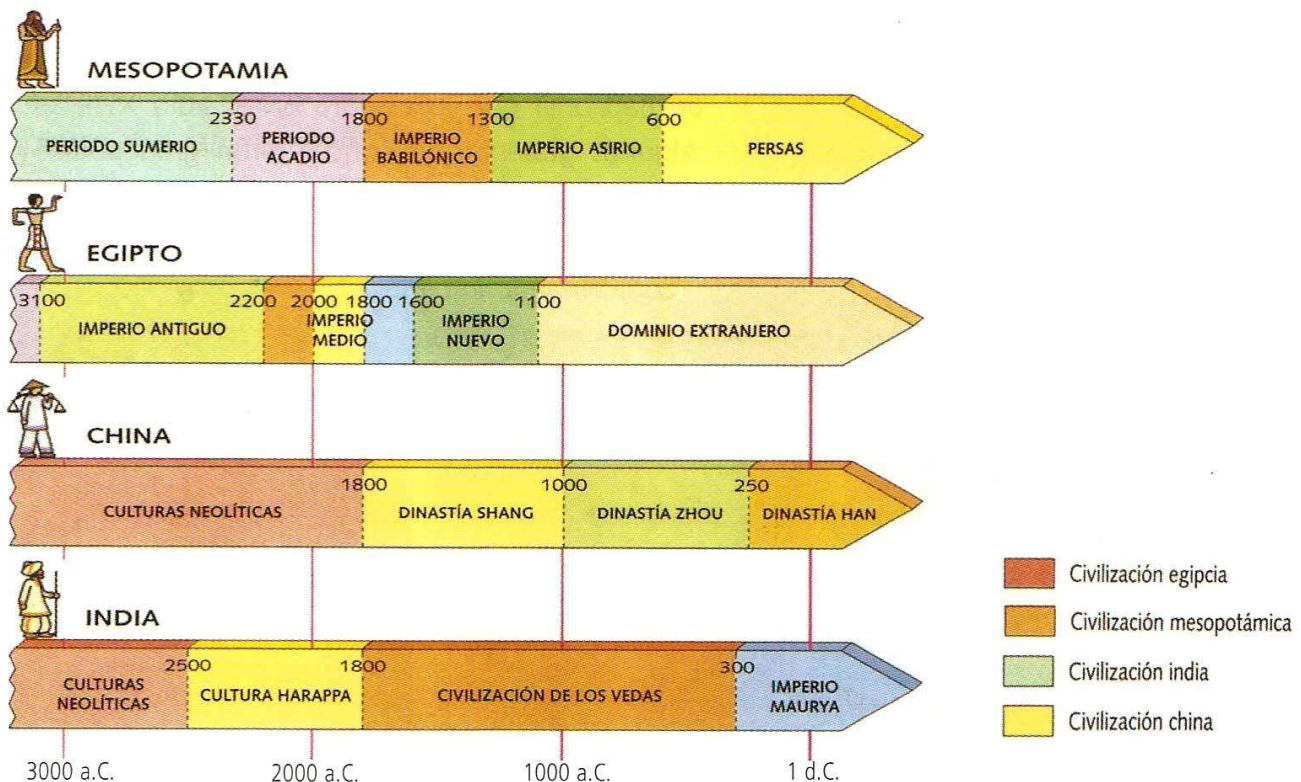 MESOPOTAMIA
2330 1800 1300 600
PERIODO SUMERIO
PERIODO
ACADIO
IMPERIO
BABILÓNICO
IMPERIO ASIRIO
PERSAS
EGIPTO
3100 2200 2000 1800 1600 1100
IMPERIO ANTIGUO
IMPERIO
MEDIO
IMPERIO
NUEVO
DOMINIO EXTRANJERO
CHINA
1800 1000 250
CULTURAS NEOLÍTICAS
DINASTÍA SHANG
DINASTÍA ZHOU
DINASTÍA HAN
INDIA
2500 1800 300
CULTURAS
NEOLÍTICAS
CULTURA HARAPPA
CIVILIZACIÓN DE LOS VEDAS
IMPERIO
MAURYA
3000 a.C. 2000 a.C. 1000 a.C. 1 d.C.
Civilización egipcia
Civilización mesopotámica
Civilización india
Civilización china